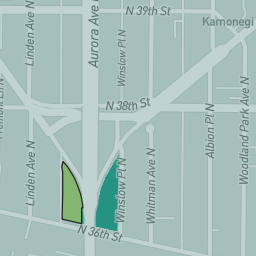 N 39th St
Kamonegi
Linden Ave N
Aurora Ave N
Winslow Pl N
N 38th St
Linden Ave N
Winslow Pl N
Whitman Ave N
Albion Pl N
Woodland Park Ave N
N 36th St